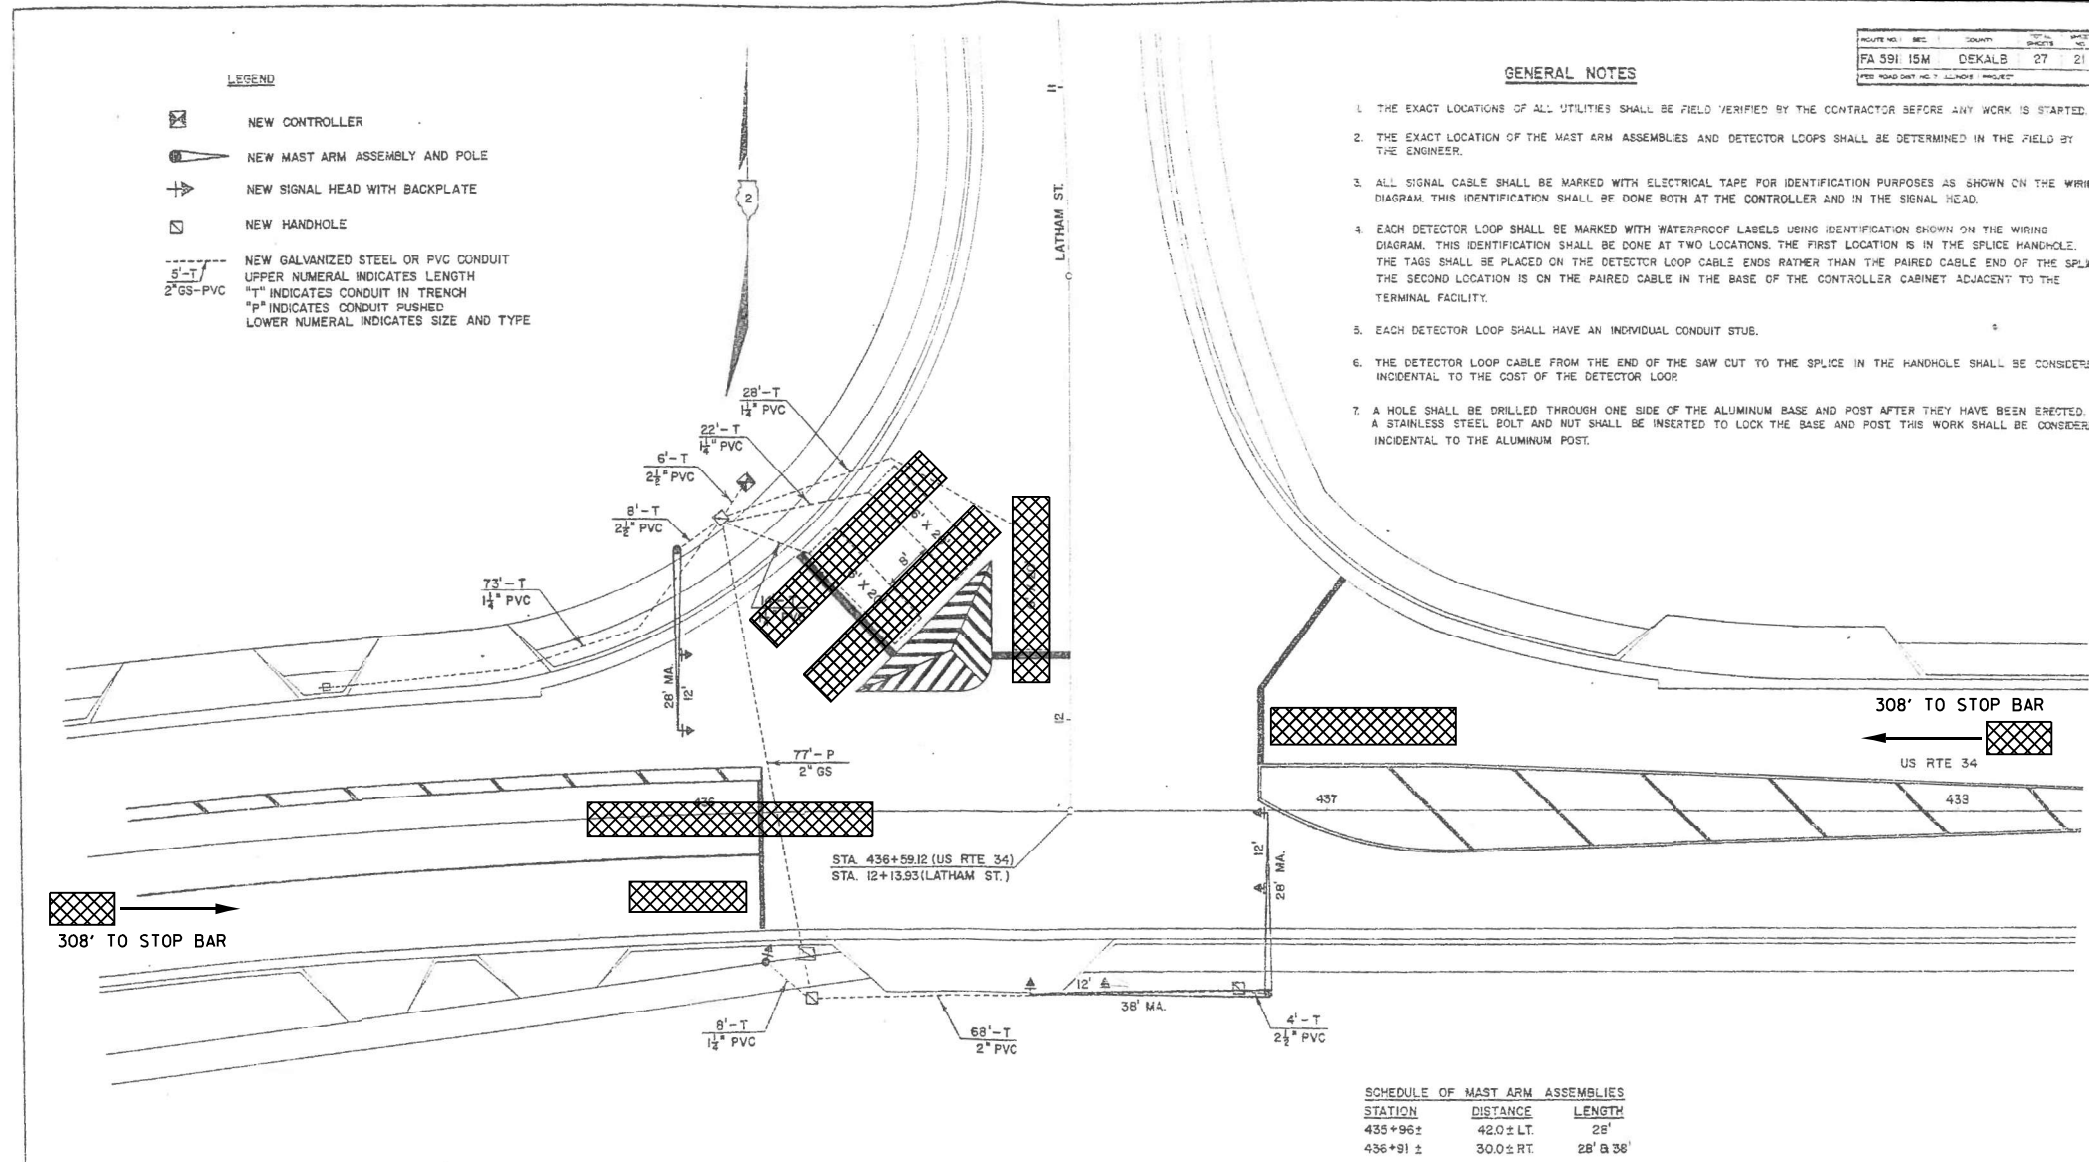 LEGEND
NEW CONTROLLER
NEW MAST ARM ASSEMBLY AND POLE
NEW SIGNAL HEAD WITH BACKPLATE
NEW HANDHOLE
5'-T
2"GS-PVC
NEW GALVANIZED STEEL OR PVC CONDUIT
UPPER NUMERAL INDICATES LENGTH
"T" INDICATES CONDUIT IN TRENCH
"P" INDICATES CONDUIT PUSHED
LOWER NUMERAL INDICATES SIZE AND TYPE
2
LATHAM ST.
11
12
GENERAL NOTES
ROUTE NO. SEC. COUNTY TOTAL SHEETS
FA 591 15M DEKALB 27 21
1. THE EXACT LOCATIONS OF ALL UTILITIES SHALL BE FIELD VERIFIED BY THE CONTRACTOR BEFORE ANY WORK IS STARTED.
2. THE EXACT LOCATION OF THE MAST ARM ASSEMBLIES AND DETECTOR LOOPS SHALL BE DETERMINED IN THE FIELD BY
THE ENGINEER.
3. ALL SIGNAL CABLE SHALL BE MARKED WITH ELECTRICAL TAPE FOR IDENTIFICATION PURPOSES AS SHOWN ON THE
DIAGRAM. THIS IDENTIFICATION SHALL BE DONE BOTH AT THE CONTROLLER AND IN THE SIGNAL HEAD.
4. EACH DETECTOR LOOP SHALL BE MARKED WITH WATERPROOF LABELS USING IDENTIFICATION SHOWN ON THE WIRING
DIAGRAM. THIS IDENTIFICATION SHALL BE DONE AT TWO LOCATIONS. THE FIRST LOCATION IS IN THE SPLICE HANDHOLE.
THE TAGS SHALL BE PLACED ON THE DETECTOR LOOP CABLE ENDS RATHER THAN THE PAIRED CABLE END OF THE
THE SECOND LOCATION IS ON THE PAIRED CABLE IN THE BASE OF THE CONTROLLER CABINET ADJACENT TO THE
TERMINAL FACILITY.
5. EACH DETECTOR LOOP SHALL HAVE AN INDIVIDUAL CONDUIT STUB.
6. THE DETECTOR LOOP CABLE FROM THE END OF THE SAW CUT TO THE SPLICE IN THE HANDHOLE SHALL BE
INCIDENTAL TO THE COST OF THE DETECTOR LOOP.
7. A HOLE SHALL BE DRILLED THROUGH ONE SIDE OF THE ALUMINUM BASE AND POST AFTER THEY HAVE BEEN ERECTED.
A STAINLESS STEEL BOLT AND NUT SHALL BE INSERTED TO LOCK THE BASE AND POST. THIS WORK SHALL BE
INCIDENTAL TO THE ALUMINUM POST.
28'-T
1¼" PVC
22'-T
1¼" PVC
6'-T
2½" PVC
8'-T
2½" PVC
73'-T
1¼" PVC
8'
28' MA.
12'
77'-P
2" GS
436
STA. 436+59.12 (US RTE 34)
STA. 12+13.93 (LATHAM ST.)
308' TO STOP BAR
US RTE 34
437
438
12'
28' MA.
308' TO STOP BAR
12'
38' MA.
8'-T
1¼" PVC
68'-T
2" PVC
4'-T
2½" PVC
SCHEDULE OF MAST ARM ASSEMBLIES
STATION DISTANCE LENGTH
435+96± 42.0± LT. 28'
436+91 ± 30.0± RT. 28' & 38'